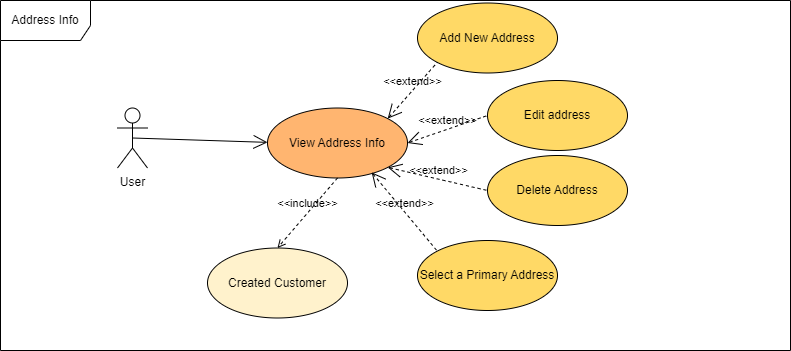 Address Info
Add New Address
<<extend>>
Edit address
<<extend>>
View Address Info
<<extend>>
Delete Address
User
<<include>>
<<extend>>
Created Customer
Select a Primary Address